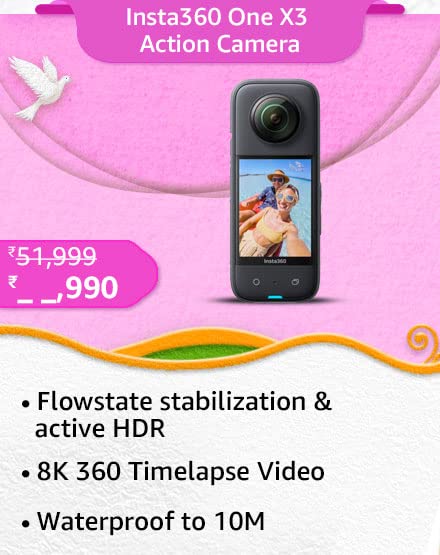 Insta360 One X3
Action Camera
Insta360
₹51,999
₹_ _,990
• Flowstate stabilization &
active HDR
• 8K 360 Timelapse Video
• Waterproof to 10M